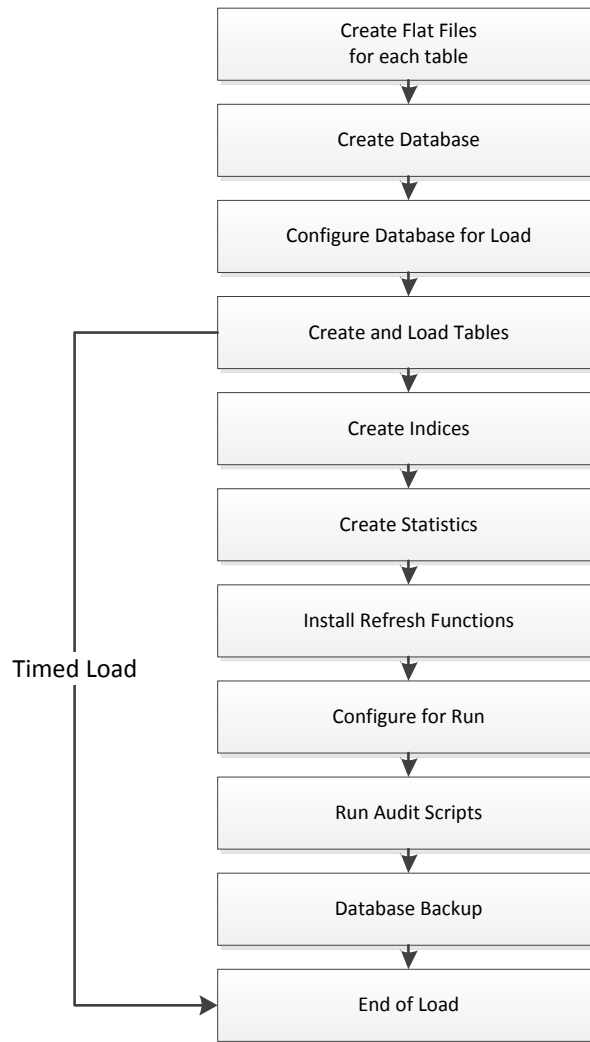 Create Flat Files
for each table
Create Database
Configure Database for Load
Create and Load Tables
Create Indices
Create Statistics
Install Refresh Functions
Timed Load
Configure for Run
Run Audit Scripts
Database Backup
End of Load